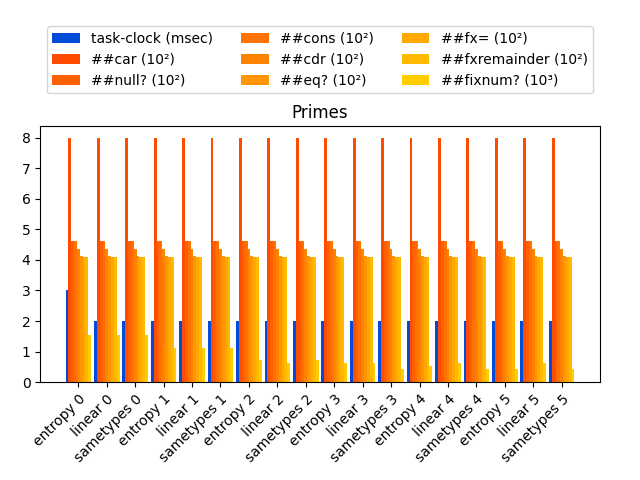 task-clock (msec) ##cons (10²) ##fx= (10²)
##car (10²) ##cdr (10²) ##fxremainder (10²)
##null? (10²) ##eq? (10²) ##fixnum? (10³)
Primes
8
7
6
5
4
3
2
1
0
entropy 0 linear 0 sametypes 0 entropy 1 linear 1 sametypes 1 entropy 2 linear 2 sametypes 2 entropy 3 linear 3 sametypes 3 entropy 4 linear 4 sametypes 4 entropy 5 linear 5 sametypes 5